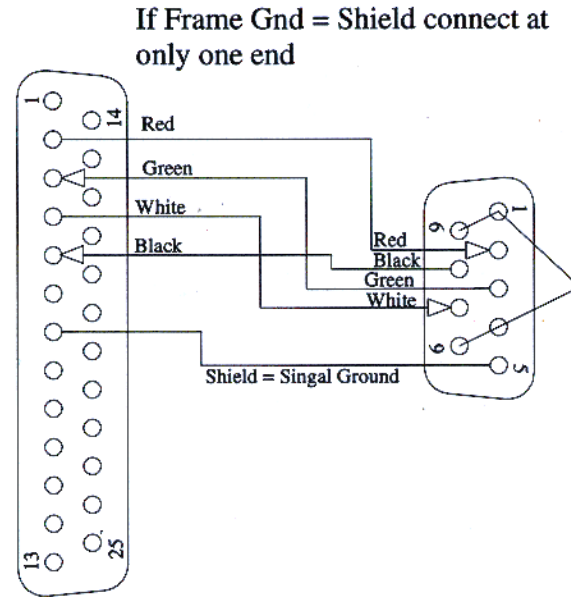 If Frame Gnd = Shield connect at
only one end
1
14
Red
Green
White
Black
Shield = Singal Ground
13
25
1
6
Red
Black
Green
White
9
5